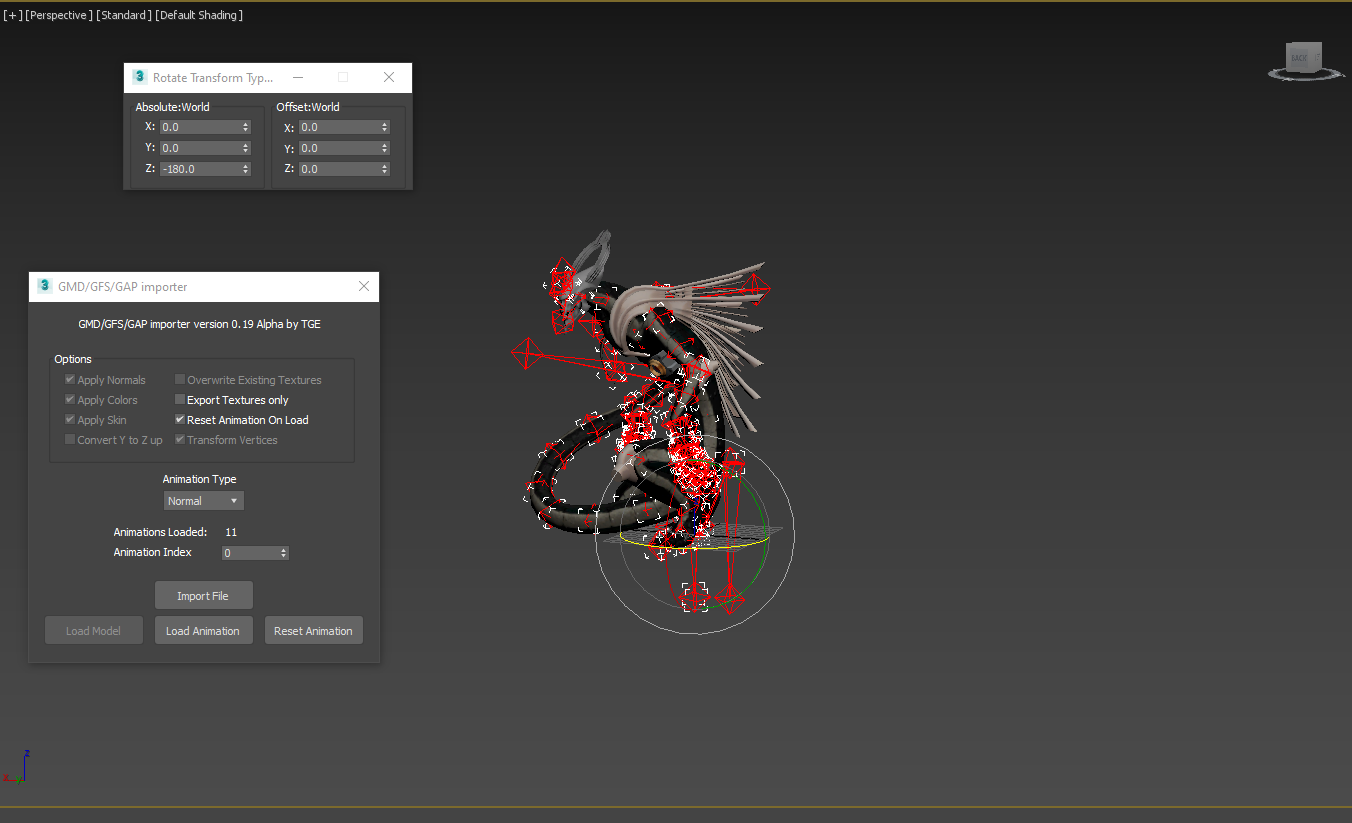 [+] [Perspective] [Standard] [Default Shading]
Rotate Transform Typ...
Absolute:World
Offset:World
X: 0.0
X: 0.0
Y: 0.0
Y: 0.0
Z: -180.0
Z: 0.0
GMD/GFS/GAP importer
GMD/GFS/GAP importer version 0.19 Alpha by TGE
Options
Apply Normals
Overwrite Existing Textures
Apply Colors
Export Textures only
Apply Skin
Reset Animation On Load
Convert Y to Z up
Transform Vertices
Animation Type
Normal
Animations Loaded: 11
Animation Index 0
Import File
Load Model
Load Animation
Reset Animation
z
x
y